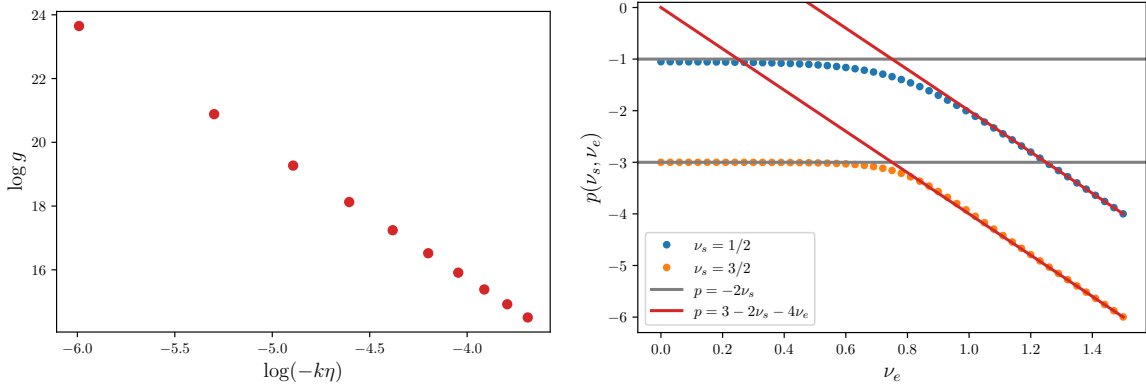 24
22
20
18
16
log g
−6.0 −5.5 −5.0 −4.5 −4.0
log(−kη)
0
−1
−2
−3
−4
−5
−6
p(ν_s, ν_e)
ν_s = 1/2
ν_s = 3/2
p = −2ν_s
p = 3 − 2ν_s − 4ν_e
0.0 0.2 0.4 0.6 0.8 1.0 1.2 1.4
ν_e